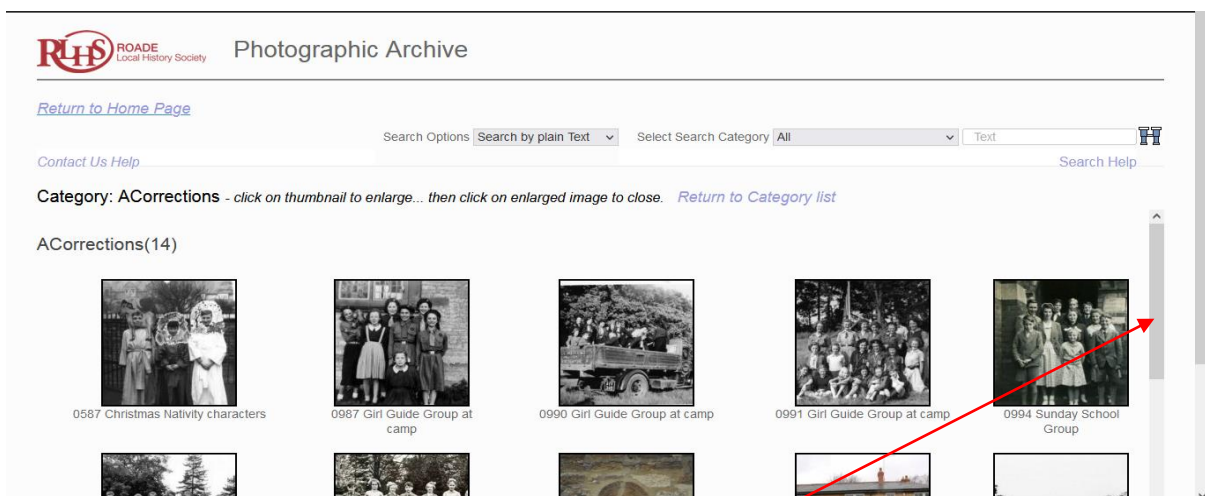 RLHS ROADE
Local History Society
Photographic Archive
Return to Home Page
Search Options Search by plain Text Select Search Category All Text
Contact Us Help Search Help
Category: ACorrections - click on thumbnail to enlarge... then click on enlarged image to close. Return to Category list
ACorrections(14)
0587 Christmas Nativity characters 0987 Girl Guide Group at 0990 Girl Guide Group at camp 0991 Girl Guide Group at camp 0994 Sunday School
camp Group